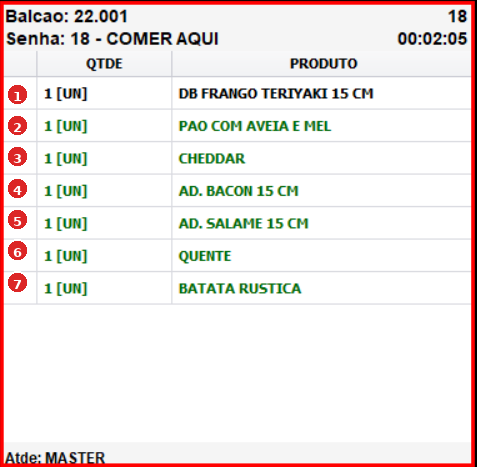 Balcao: 22.001 18
Senha: 18 - COMER AQUI 00:02:05
QTDE PRODUTO
1 1 [UN] DB FRANGO TERIYAKI 15 CM
2 1 [UN] PAO COM AVEIA E MEL
3 1 [UN] CHEDDAR
4 1 [UN] AD. BACON 15 CM
5 1 [UN] AD. SALAME 15 CM
6 1 [UN] QUENTE
7 1 [UN] BATATA RUSTICA
Atde: MASTER